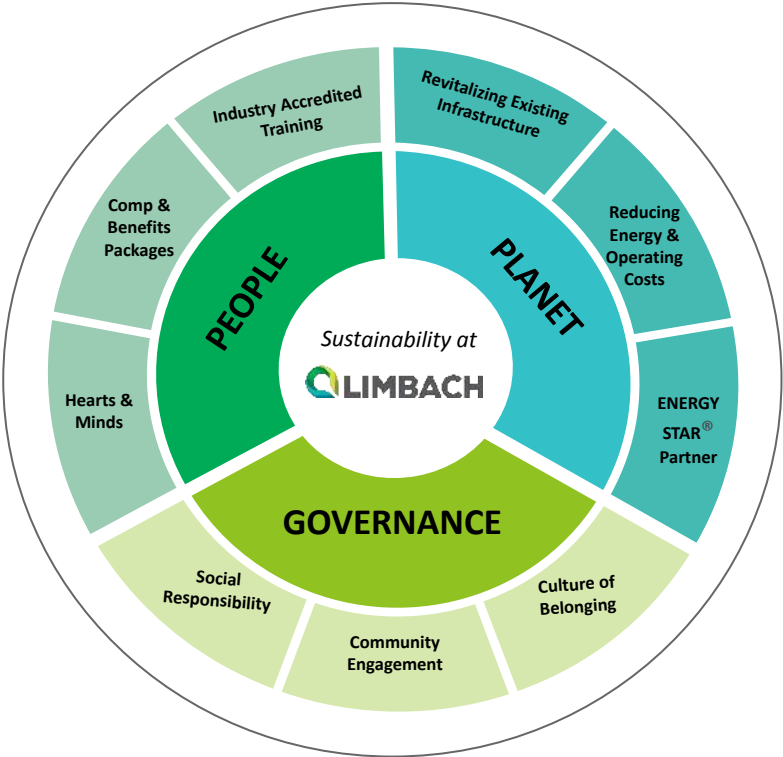 Industry Accredited
Training
Revitalizing Existing
Infrastructure
Comp &
Benefits
Packages
Reducing
Energy &
Operating
Costs
PEOPLE
PLANET
Sustainability at
LIMBACH
Hearts &
Minds
ENERGY
STAR®
Partner
GOVERNANCE
Social
Responsibility
Community
Engagement
Culture of
Belonging